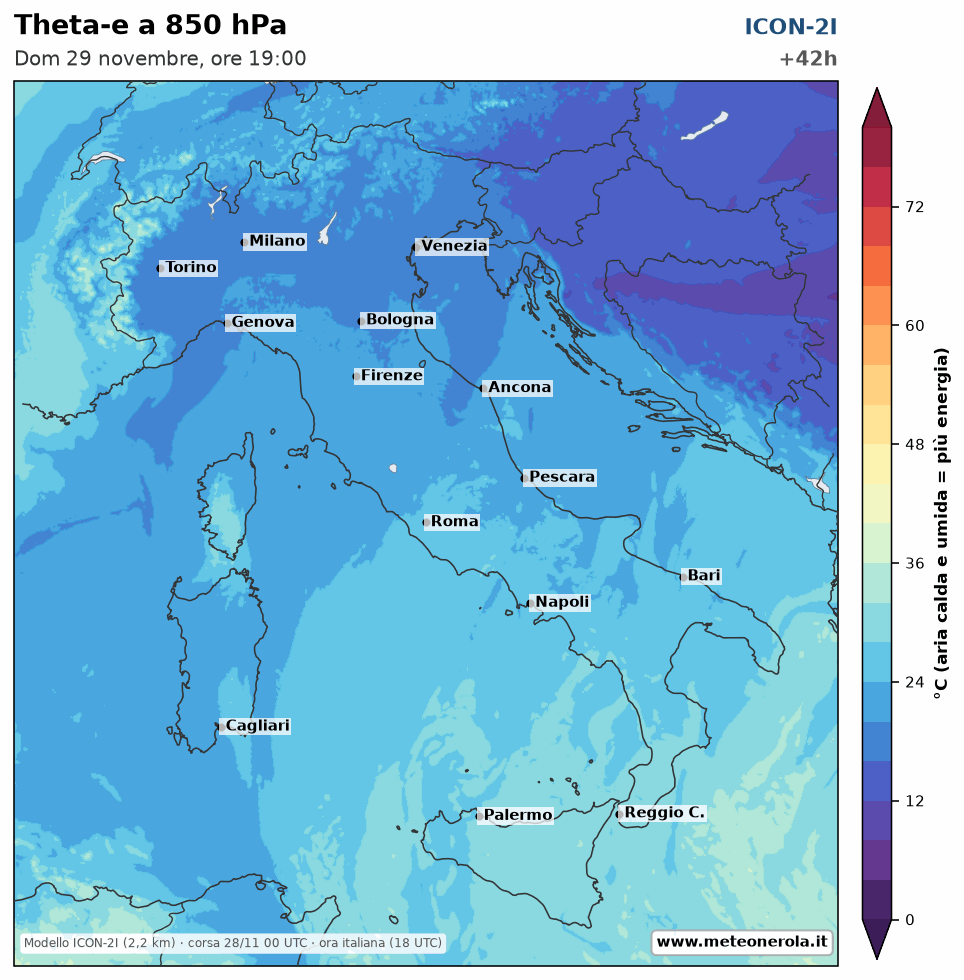 Theta-e a 850 hPa
ICON-2I
Dom 29 novembre, ore 19:00
+42h
72
Milano
Venezia
Torino
Genova
Bologna
60
Firenze
Ancona
48
Pescara
Roma
36
Bari
Napoli
24
Cagliari
12
Palermo
Reggio C.
0
°C (aria calda e umida = più energia)
Modello ICON-2I (2,2 km) · corsa 28/11 00 UTC · ora italiana (18 UTC)
www.meteonerola.it